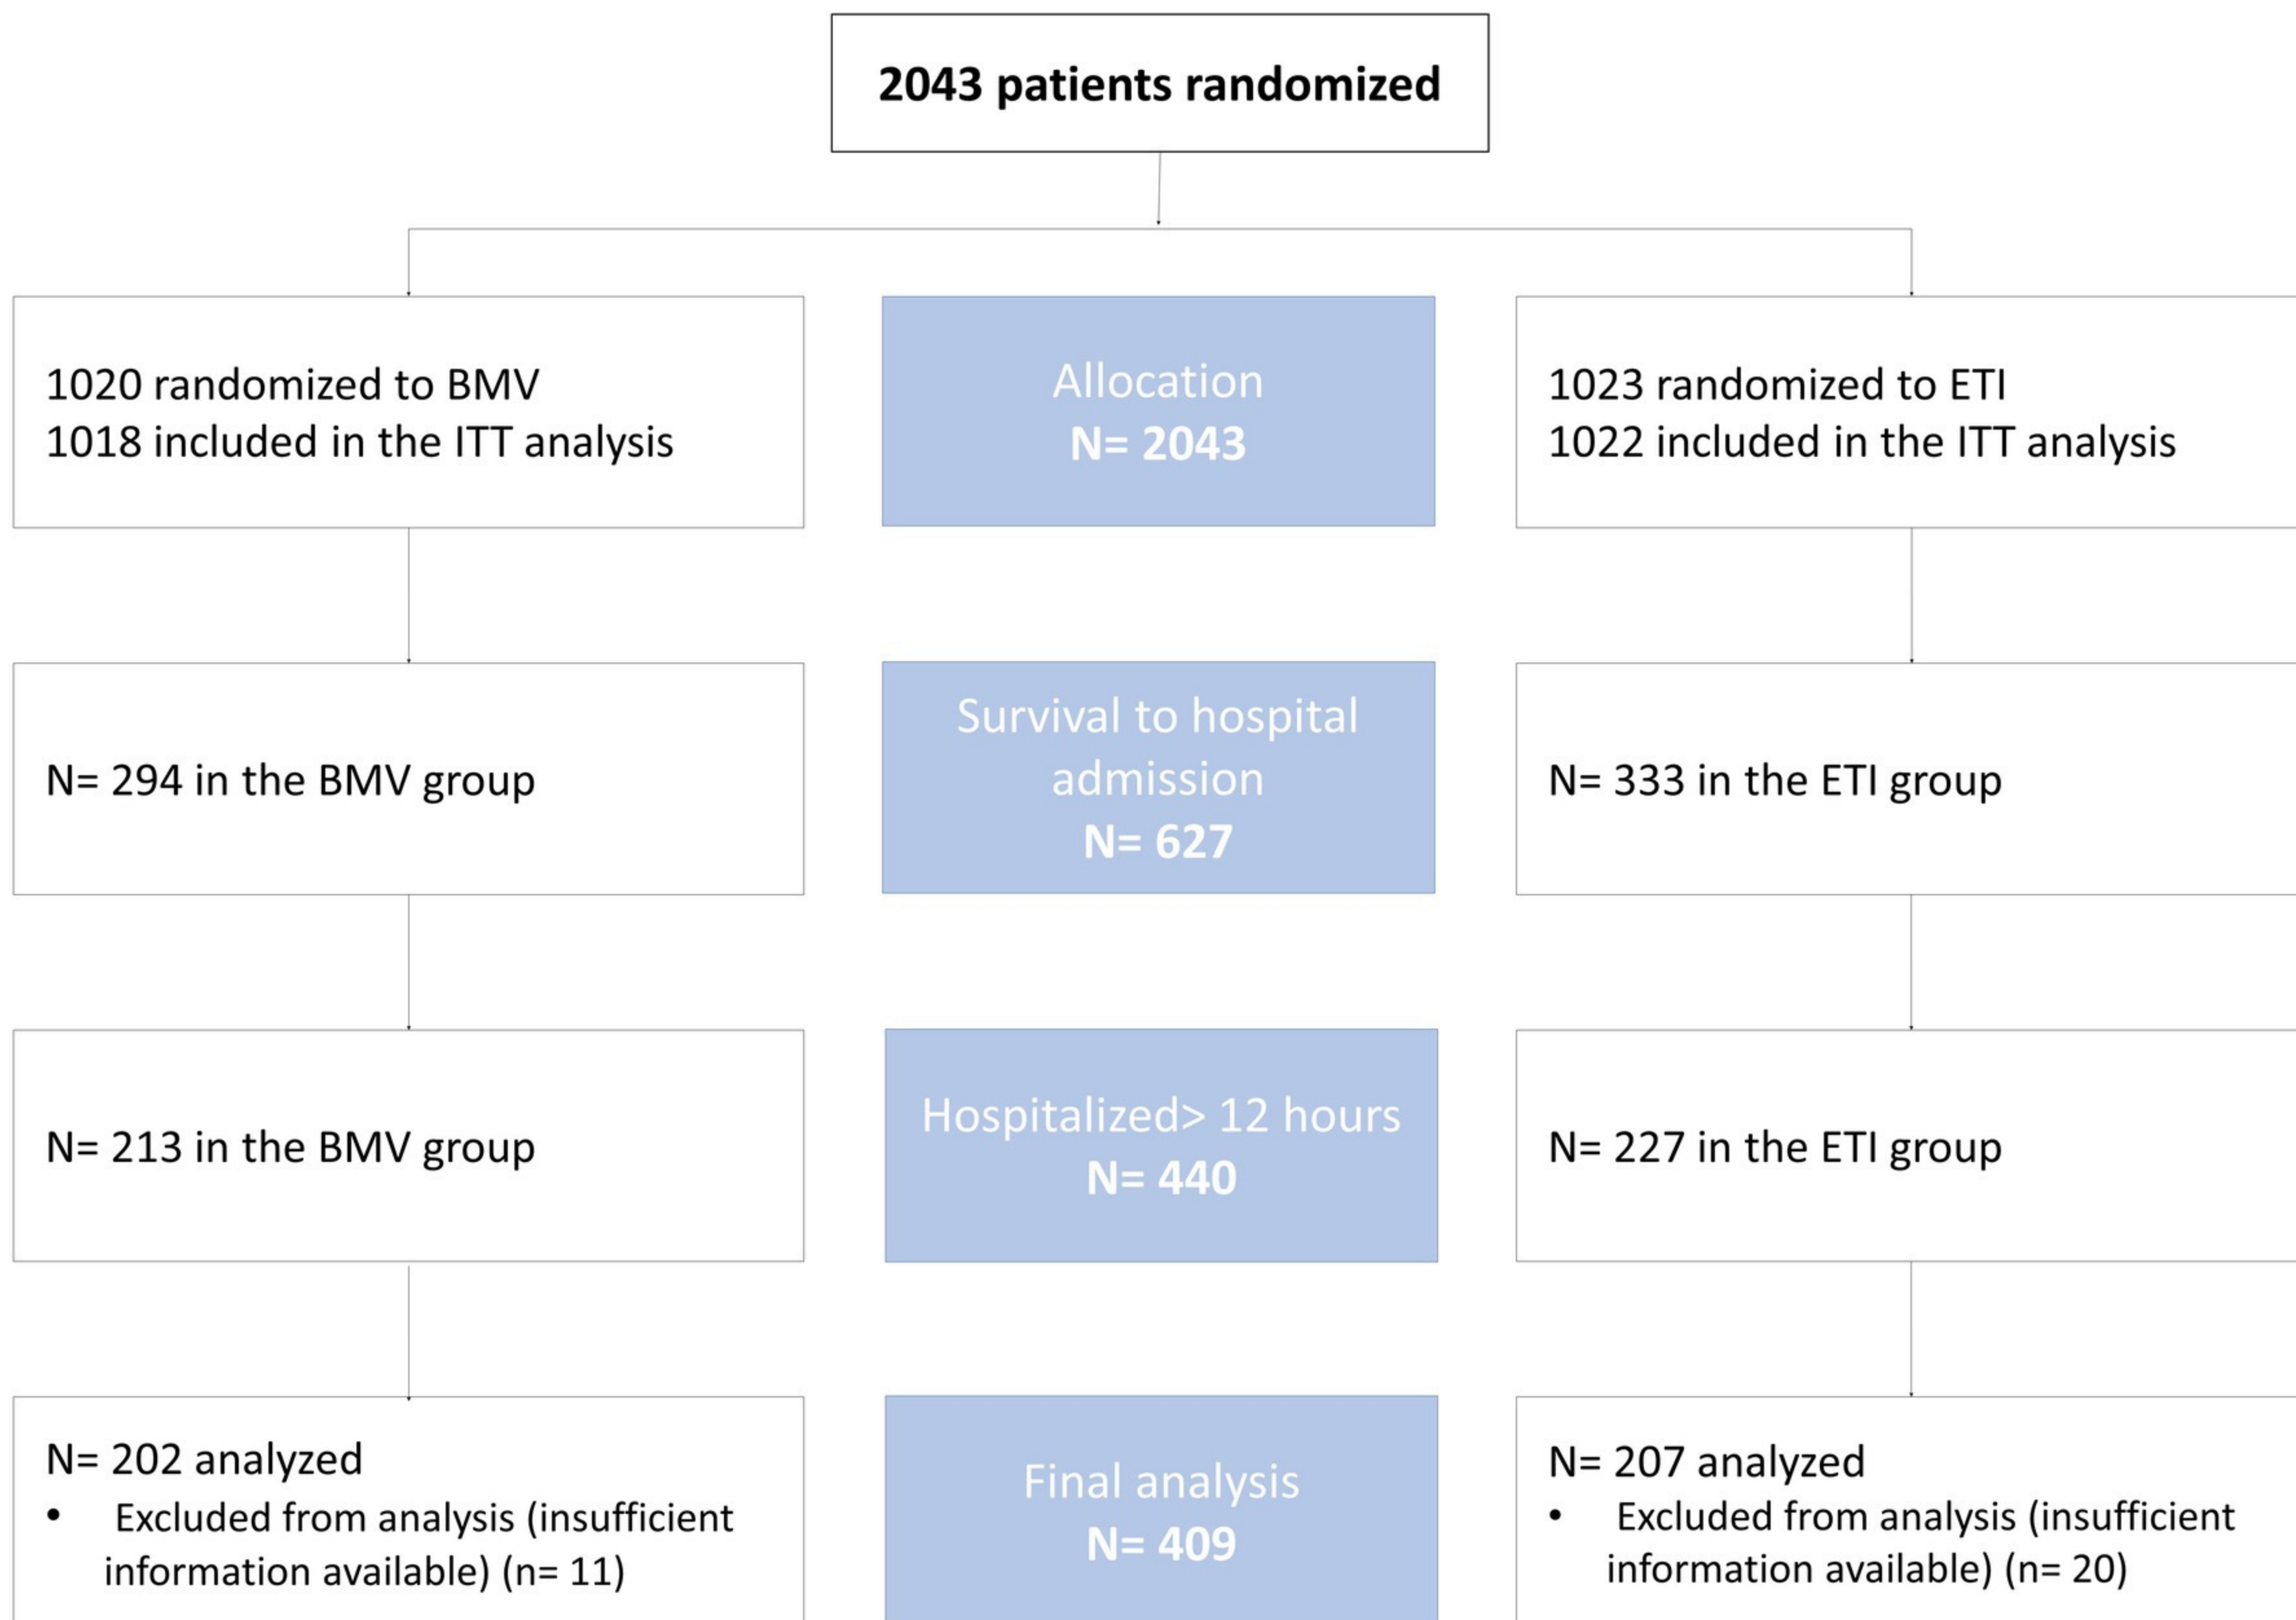 2043 patients randomized
1020 randomized to BMV
1018 included in the ITT analysis
Allocation
N= 2043
1023 randomized to ETI
1022 included in the ITT analysis
N= 294 in the BMV group
Survival to hospital
admission
N= 627
N= 333 in the ETI group
N= 213 in the BMV group
Hospitalized> 12 hours
N= 440
N= 227 in the ETI group
N= 202 analyzed
• Excluded from analysis (insufficient
information available) (n= 11)
Final analysis
N= 409
N= 207 analyzed
• Excluded from analysis (insufficient
information available) (n= 20)